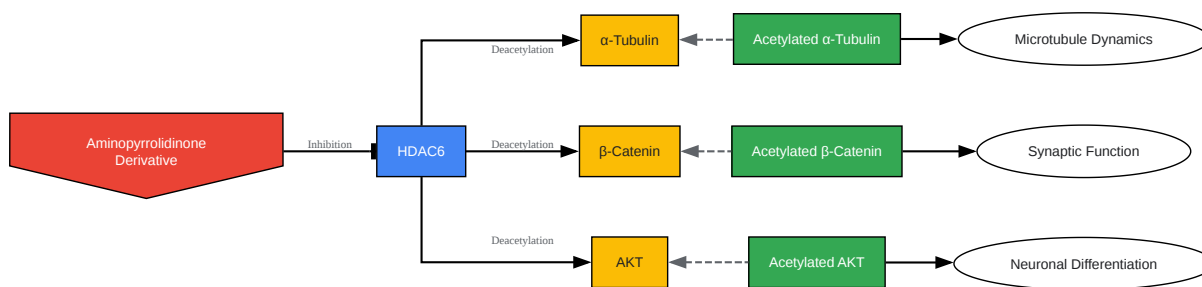 Deacetylation
α-Tubulin
Acetylated α-Tubulin
Microtubule Dynamics
Aminopyrrolidinone
Derivative
Inhibition
HDAC6
Deacetylation
β-Catenin
Acetylated β-Catenin
Synaptic Function
Deacetylation
AKT
Acetylated AKT
Neuronal Differentiation